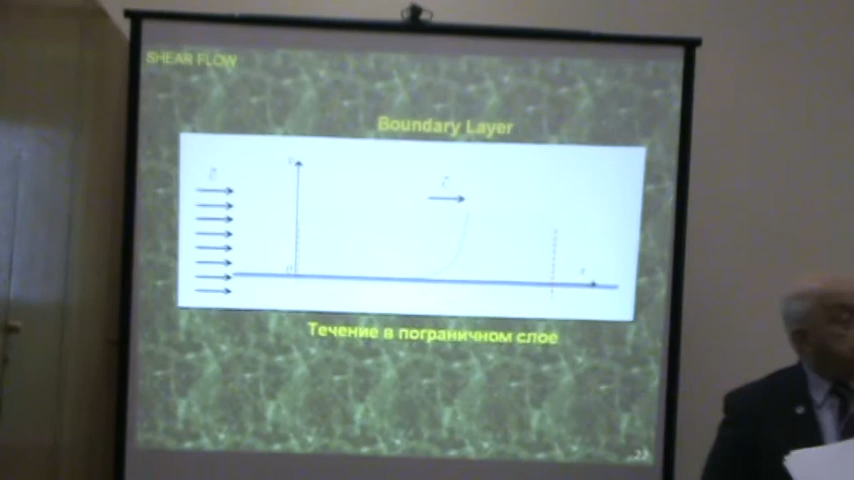 SHEAR FLOW
Boundary Layer
Течение в пограничном слое